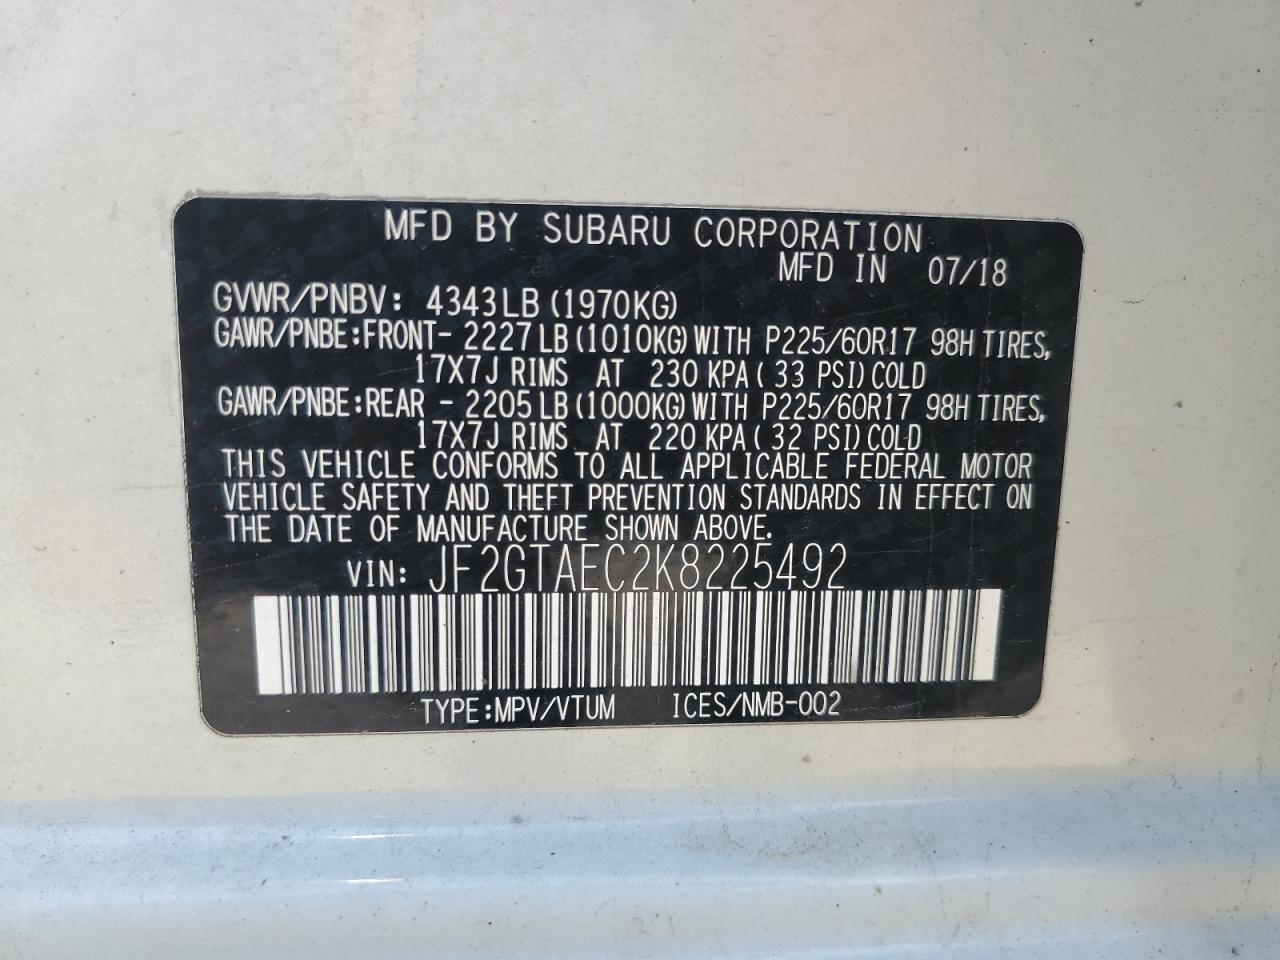 MFD BY SUBARU CORPORATION
MFD IN 07/18
GVWR/PNBV: 4343LB (1970KG)
GAWR/PNBE:FRONT- 2227LB (1010KG) WITH P225/60R17 98H TIRES,
17X7J RIMS AT 230 KPA( 33 PSI) COLD
GAWR/PNBE:REAR - 2205LB (1000KG) WITH P225/60R17 98H TIRES,
17X7J RIMS AT 220 KPA( 32 PSI) COLD
THIS VEHICLE CONFORMS TO ALL APPLICABLE FEDERAL MOTOR
VEHICLE SAFETY AND THEFT PREVENTION STANDARDS IN EFFECT ON
THE DATE OF MANUFACTURE SHOWN ABOVE.
VIN: JF2GTAEC2K8225492
TYPE:MPV/VTUM ICES/NMB-002